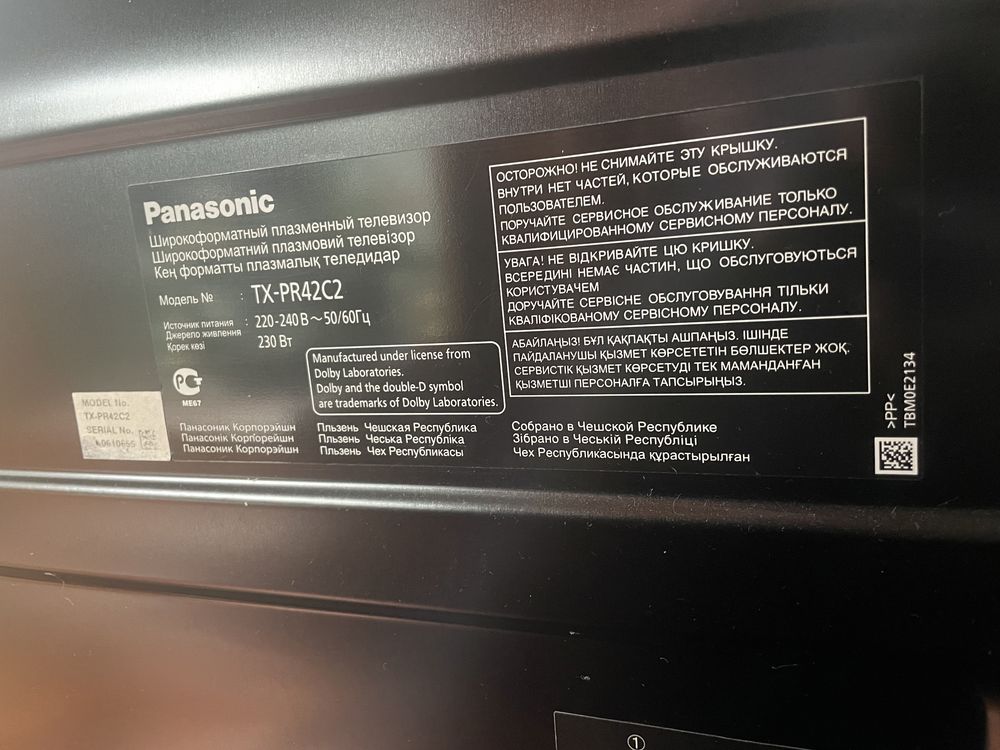 Panasonic
Широкоформатный плазменный телевизор
Широкоформатний плазмовий телевізор
Кең форматты плазмалық теледидар
Модель № : TX-PR42C2
Источник питания
Джерело живлення : 220-240 В ~ 50/60Гц
Қорек көзі 230 Вт
РСТ
ME67
Manufactured under license from
Dolby Laboratories.
Dolby and the double-D symbol
are trademarks of Dolby Laboratories.
MODEL No.
TX-PR42C2
SERIAL No.
Панасоник Корпорэйшн Пльзень Чешская Республика
Панасонік Корпорейшн Пльзень Чеська Республіка
Панасоник Корпорэйшн Пльзень Чех Республикасы
ОСТОРОЖНО! НЕ СНИМАЙТЕ ЭТУ КРЫШКУ.
ВНУТРИ НЕТ ЧАСТЕЙ, КОТОРЫЕ ОБСЛУЖИВАЮТСЯ
ПОЛЬЗОВАТЕЛЕМ.
ПОРУЧАЙТЕ СЕРВИСНОЕ ОБСЛУЖИВАНИЕ ТОЛЬКО
КВАЛИФИЦИРОВАННОМУ СЕРВИСНОМУ ПЕРСОНАЛУ.
УВАГА! НЕ ВІДКРИВАЙТЕ ЦЮ КРИШКУ.
ВСЕРЕДИНІ НЕМАЄ ЧАСТИН, ЩО ОБСЛУГОВУЮТЬСЯ
КОРИСТУВАЧЕМ
ДОРУЧАЙТЕ СЕРВІСНЕ ОБСЛУГОВУВАННЯ ТІЛЬКИ
КВАЛІФІКОВАНОМУ СЕРВІСНОМУ ПЕРСОНАЛУ.
АБАЙЛАҢЫЗ! БҰЛ ҚАҚПАҚТЫ АШПАҢЫЗ. ІШІНДЕ
ПАЙДАЛАНУШЫ ҚЫЗМЕТ КӨРСЕТЕТІН БӨЛШЕКТЕР ЖОҚ.
СЕРВИСТІК ҚЫЗМЕТ КӨРСЕТУДІ ТЕК МАМАНДАНҒАН
ҚЫЗМЕТШІ ПЕРСОНАЛҒА ТАПСЫРЫҢЫЗ.
Собрано в Чешской Республике
Зібрано в Чеській Республіці
Чех Республикасында құрастырылған
>PP<
TBM0E2134
①